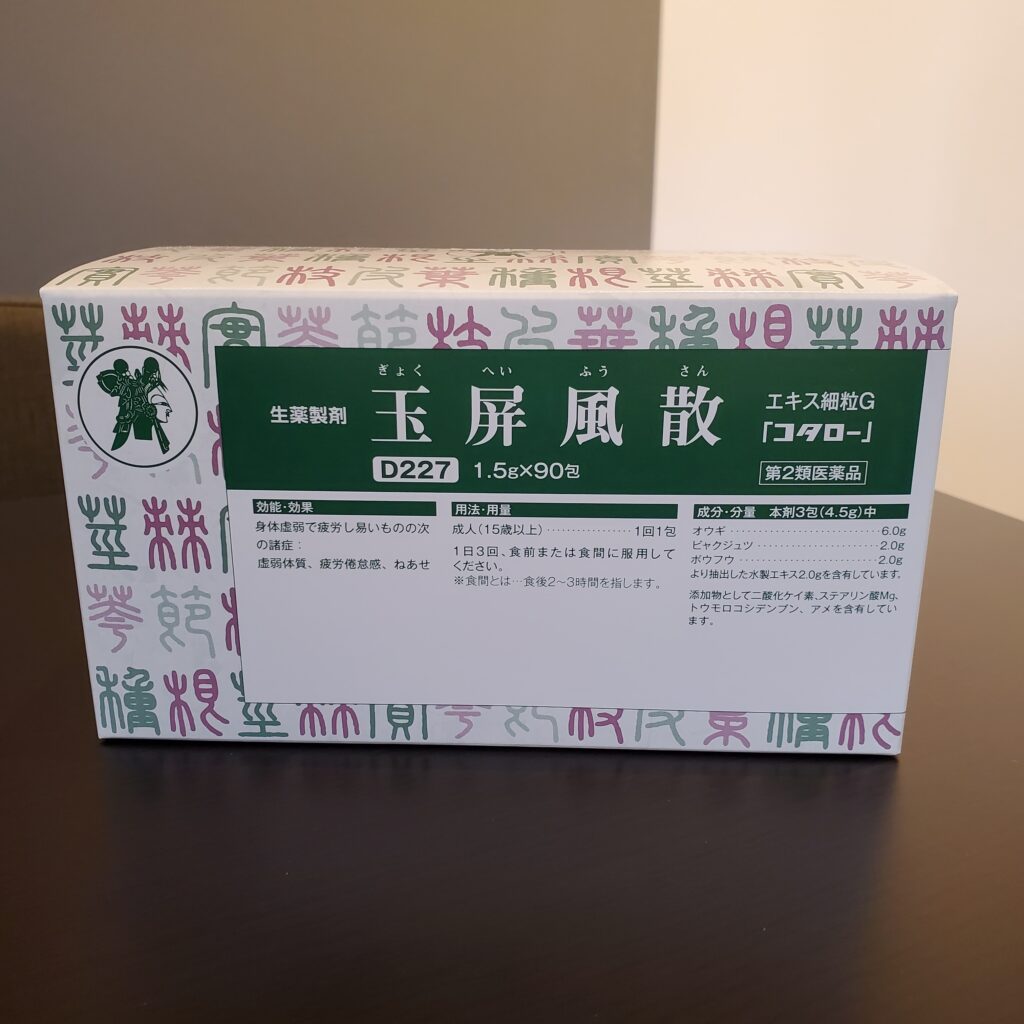 ぎょく へい ふう さん
生薬製剤 玉屏風散 エキス細粒G
「コタロー」
D227 1.5g×90包 第2類医薬品
効能・効果
身体虚弱で疲労し易いものの次
の諸症：
虚弱体質、疲労倦怠感、ねあせ
用法・用量
成人(15歳以上)‥‥‥‥‥‥1回1包
1日3回、食前または食間に服用して
ください。
※食間とは…食後2～3時間を指します。
成分・分量 本剤3包(4.5g)中
オウギ‥‥‥‥‥‥‥‥‥‥6.0g
ビャクジュツ‥‥‥‥‥‥‥‥2.0g
ボウフウ‥‥‥‥‥‥‥‥‥2.0g
より抽出した水製エキス2.0gを含有しています。
添加物として二酸化ケイ素、ステアリン酸Mg、
トウモロコシデンプン、アメを含有してい
ます。